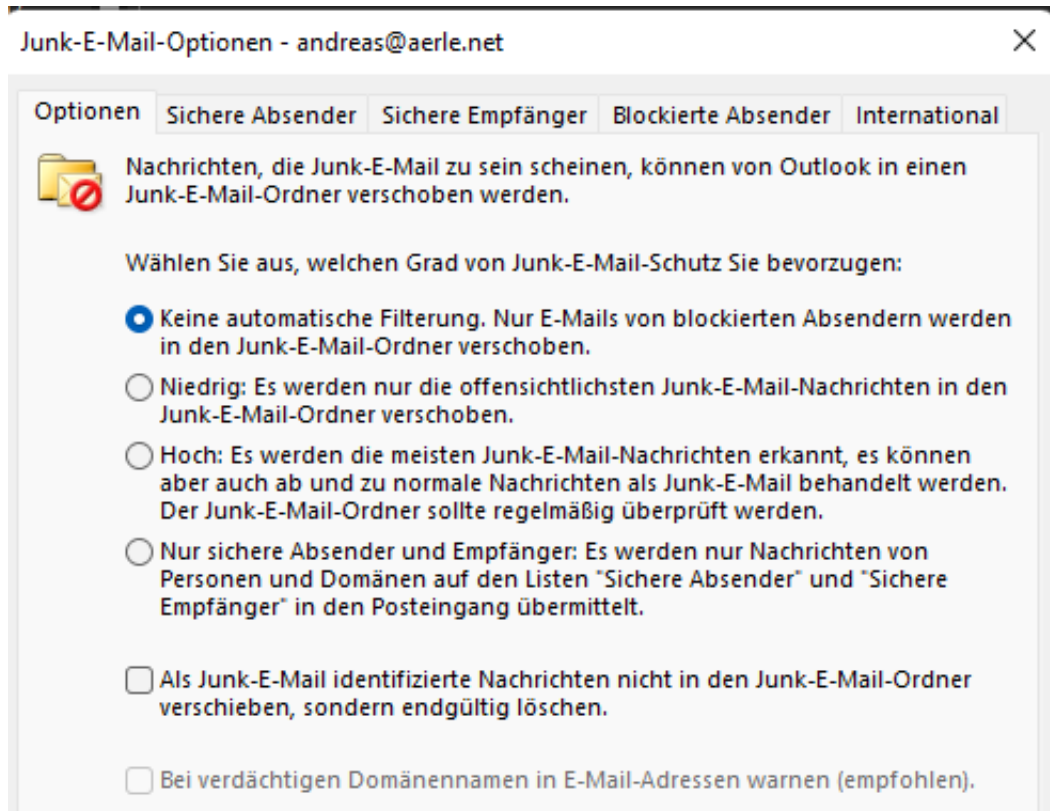 Junk-E-Mail-Optionen - andreas@aerle.net
Optionen Sichere Absender Sichere Empfänger Blockierte Absender International
Nachrichten, die Junk-E-Mail zu sein scheinen, können von Outlook in einen
Junk-E-Mail-Ordner verschoben werden.
Wählen Sie aus, welchen Grad von Junk-E-Mail-Schutz Sie bevorzugen:
Keine automatische Filterung. Nur E-Mails von blockierten Absendern werden
in den Junk-E-Mail-Ordner verschoben.
Niedrig: Es werden nur die offensichtlichsten Junk-E-Mail-Nachrichten in den
Junk-E-Mail-Ordner verschoben.
Hoch: Es werden die meisten Junk-E-Mail-Nachrichten erkannt, es können
aber auch ab und zu normale Nachrichten als Junk-E-Mail behandelt werden.
Der Junk-E-Mail-Ordner sollte regelmäßig überprüft werden.
Nur sichere Absender und Empfänger: Es werden nur Nachrichten von
Personen und Domänen auf den Listen "Sichere Absender" und "Sichere
Empfänger" in den Posteingang übermittelt.
Als Junk-E-Mail identifizierte Nachrichten nicht in den Junk-E-Mail-Ordner
verschieben, sondern endgültig löschen.
Bei verdächtigen Domänennamen in E-Mail-Adressen warnen (empfohlen).